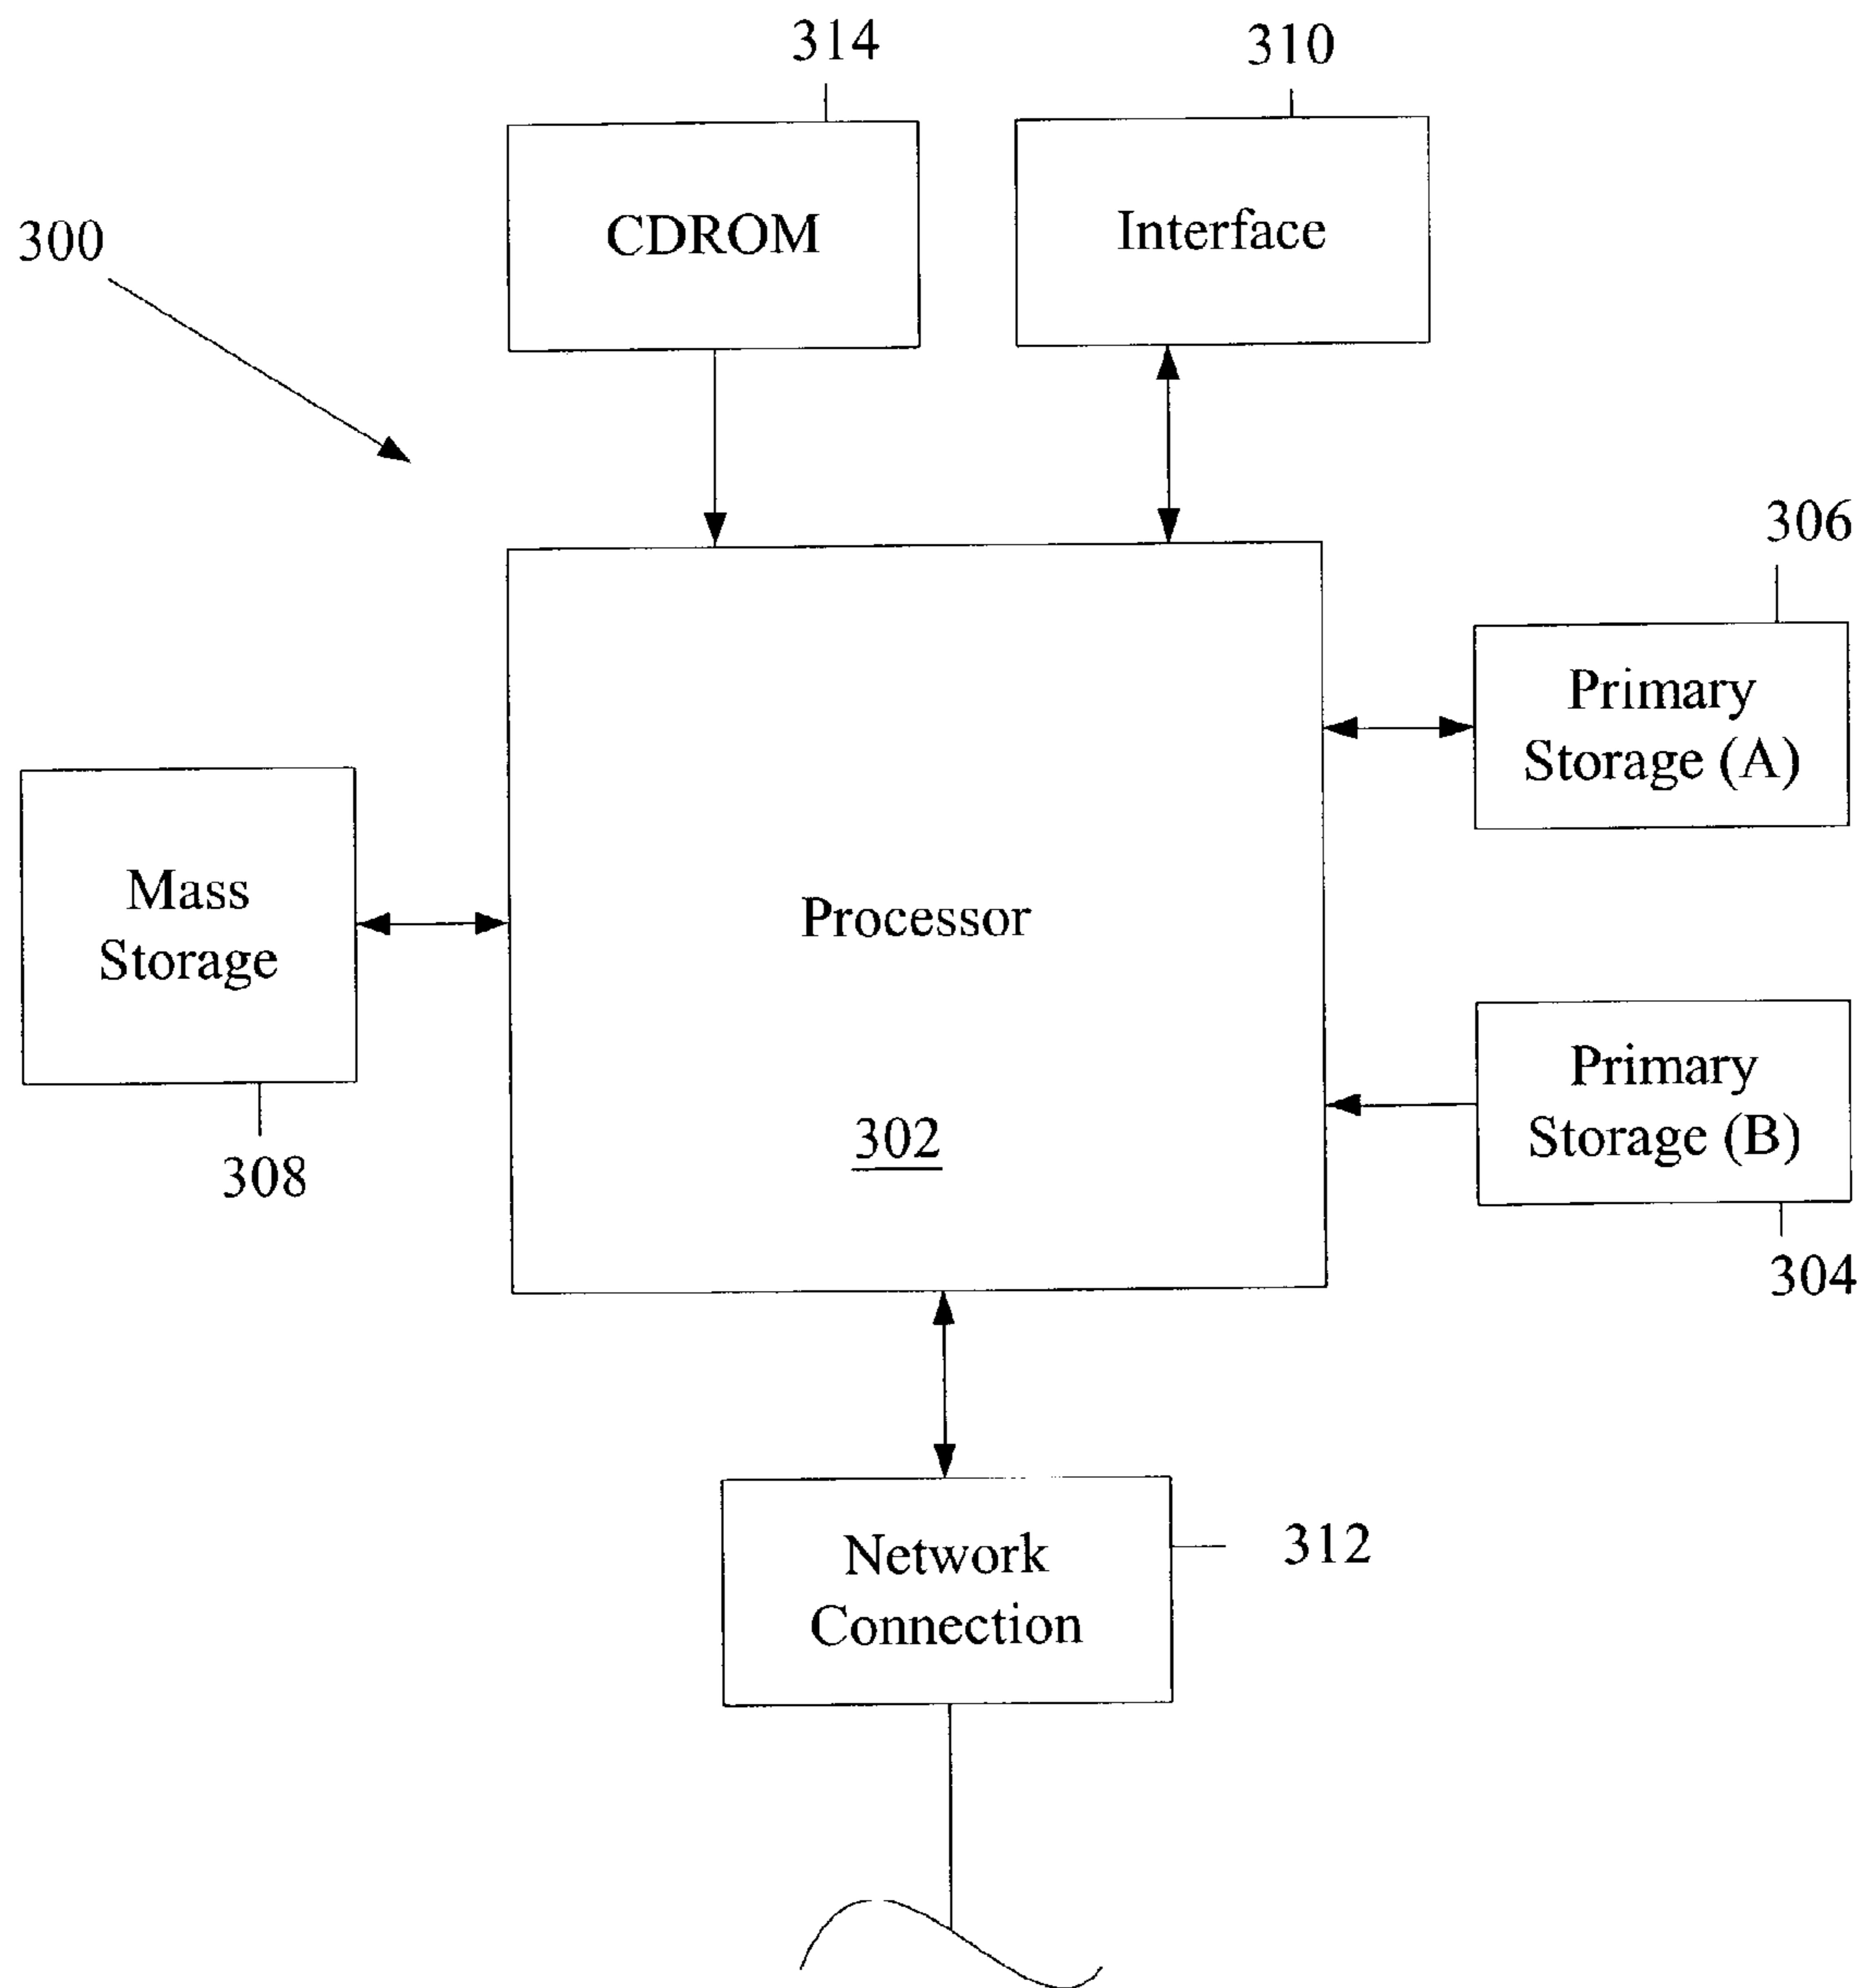 314
310
CDROM
Interface
300
306
Primary
Storage (A)
Mass
Storage
Processor
302
308
Primary
Storage (B)
304
Network
Connection
312